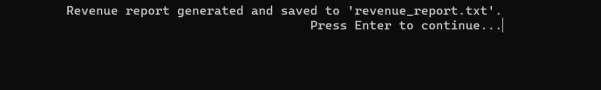 Revenue report generated and saved to 'revenue_report.txt'.
Press Enter to continue...